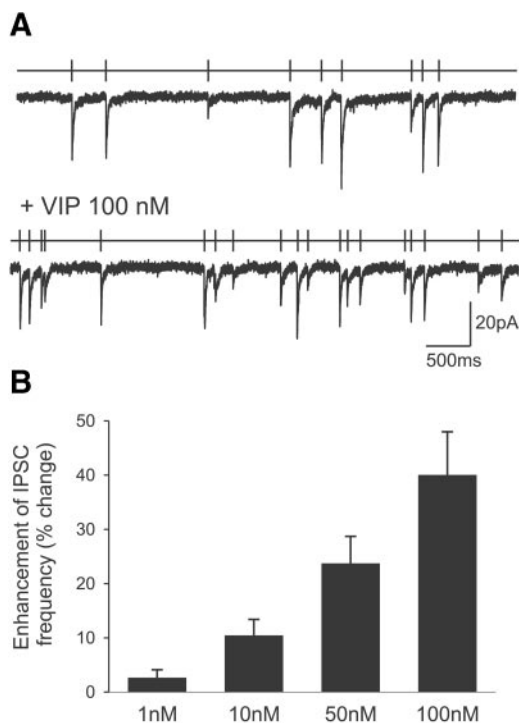 A
+ VIP 100 nM
20pA
500ms
B
Enhancement of IPSC
frequency (% change)
50
40
30
20
10
0
1nM 10nM 50nM 100nM